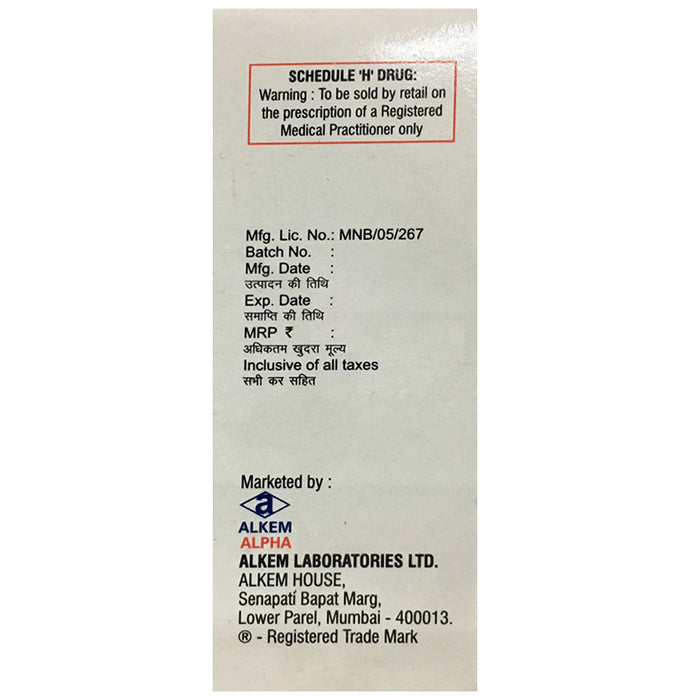 SCHEDULE 'H' DRUG:
Warning : To be sold by retail on
the prescription of a Registered
Medical Practitioner only
Mfg. Lic. No.: MNB/05/267
Batch No. :
Mfg. Date :
उत्पादन की तिथि
Exp. Date :
समाप्ति की तिथि
MRP ₹ :
अधिकतम खुदरा मूल्य
Inclusive of all taxes
सभी कर सहित
Marketed by :
a
ALKEM
ALPHA
ALKEM LABORATORIES LTD.
ALKEM HOUSE,
Senapati Bapat Marg,
Lower Parel, Mumbai - 400013.
® - Registered Trade Mark